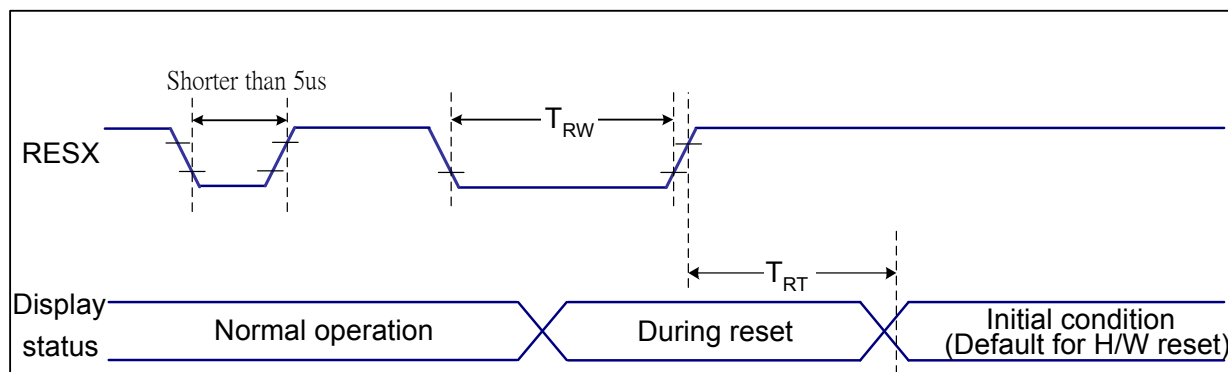 Shorter than 5us
RESX
TRW
TRT
Display
status
Normal operation
During reset
Initial condition
(Default for H/W reset)